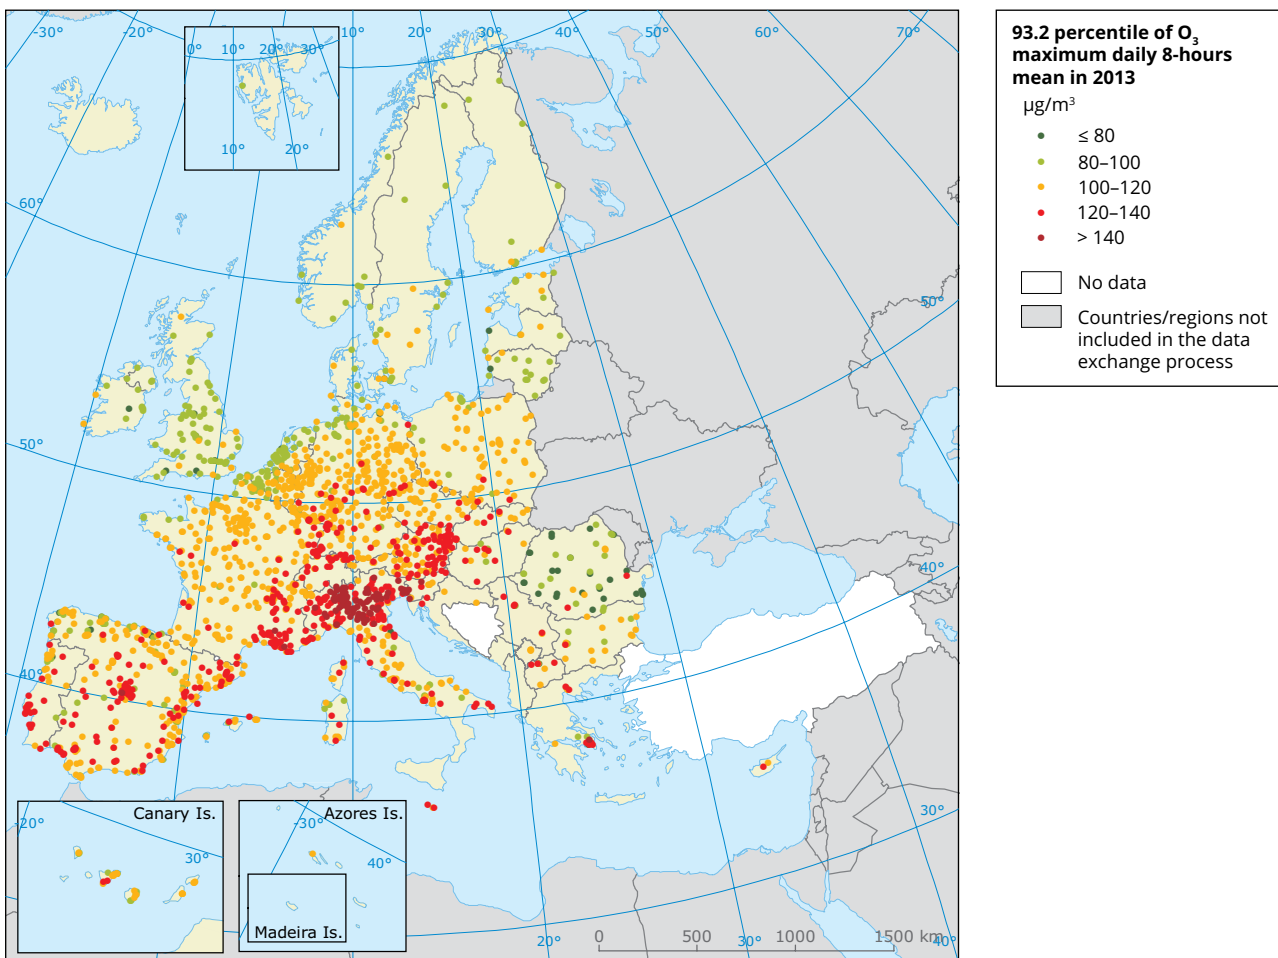 -30°
-20°
0°
10°
20°
30°
10°
20°
10°
20°
30°
50°
60°
70°
60°
50°
40°
50°
40°
30°
40°
30°
20°
Canary Is.
-20°
30°
Azores Is.
-30°
40°
Madeira Is.
0
500
1000
1500 km
93.2 percentile of O₃
maximum daily 8-hours
mean in 2013
µg/m³
≤ 80
80–100
100–120
120–140
> 140
No data
Countries/regions not
included in the data
exchange process